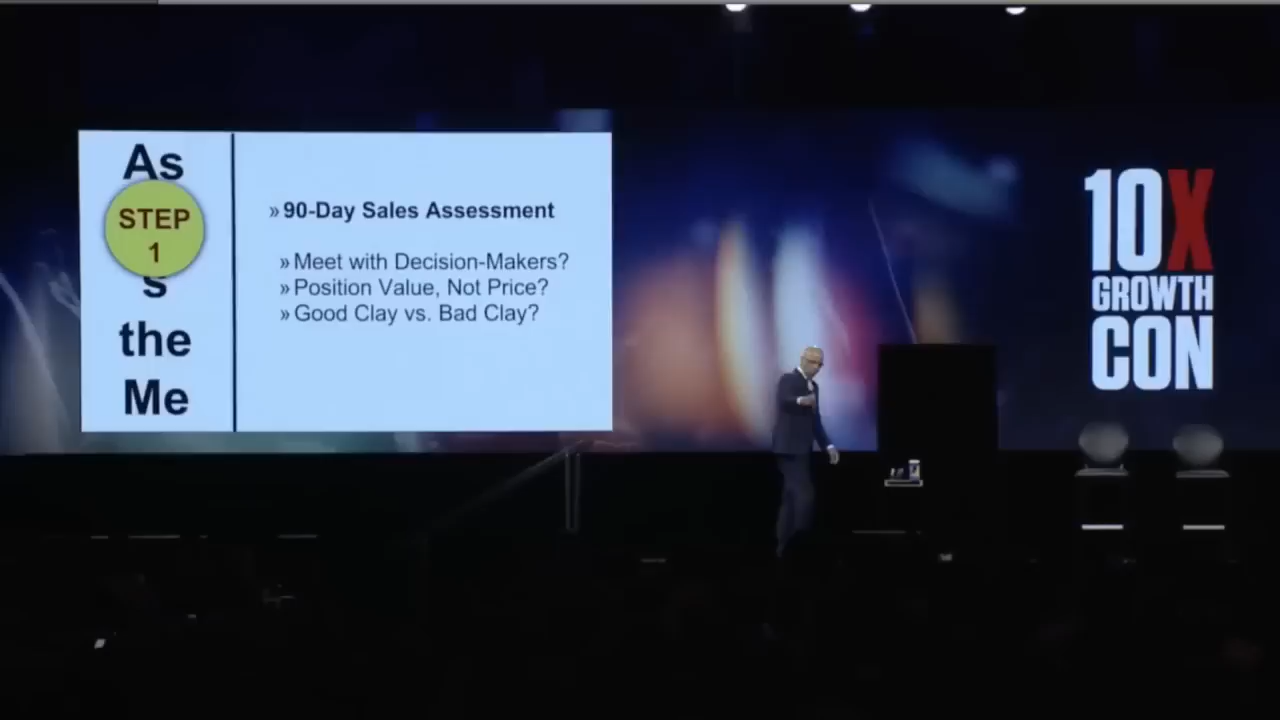 As
STEP
1
s
the
Me
» 90-Day Sales Assessment
» Meet with Decision-Makers?
» Position Value, Not Price?
» Good Clay vs. Bad Clay?
10X
GROWTH
CON